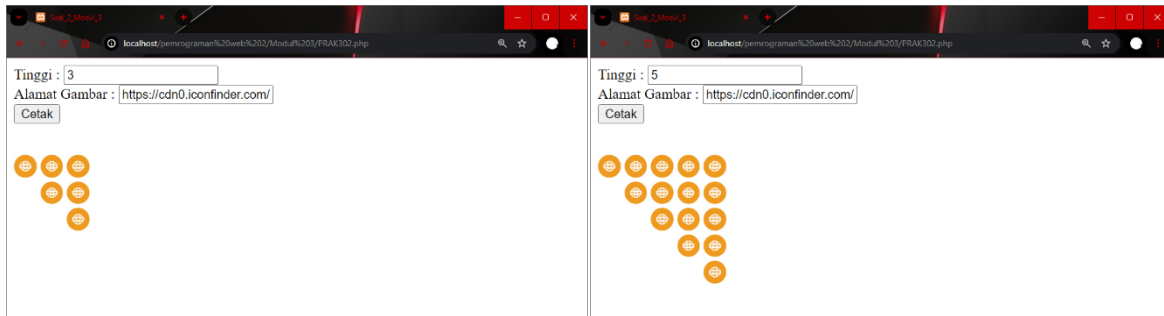 Soal_2_Modul_3
localhost/pemrograman%20web%202/Modul%203/PRAK302.php
Tinggi : 3
Alamat Gambar : https://cdn0.iconfinder.com/
Cetak
Soal_2_Modul_3
localhost/pemrograman%20web%202/Modul%203/PRAK302.php
Tinggi : 5
Alamat Gambar : https://cdn0.iconfinder.com/
Cetak